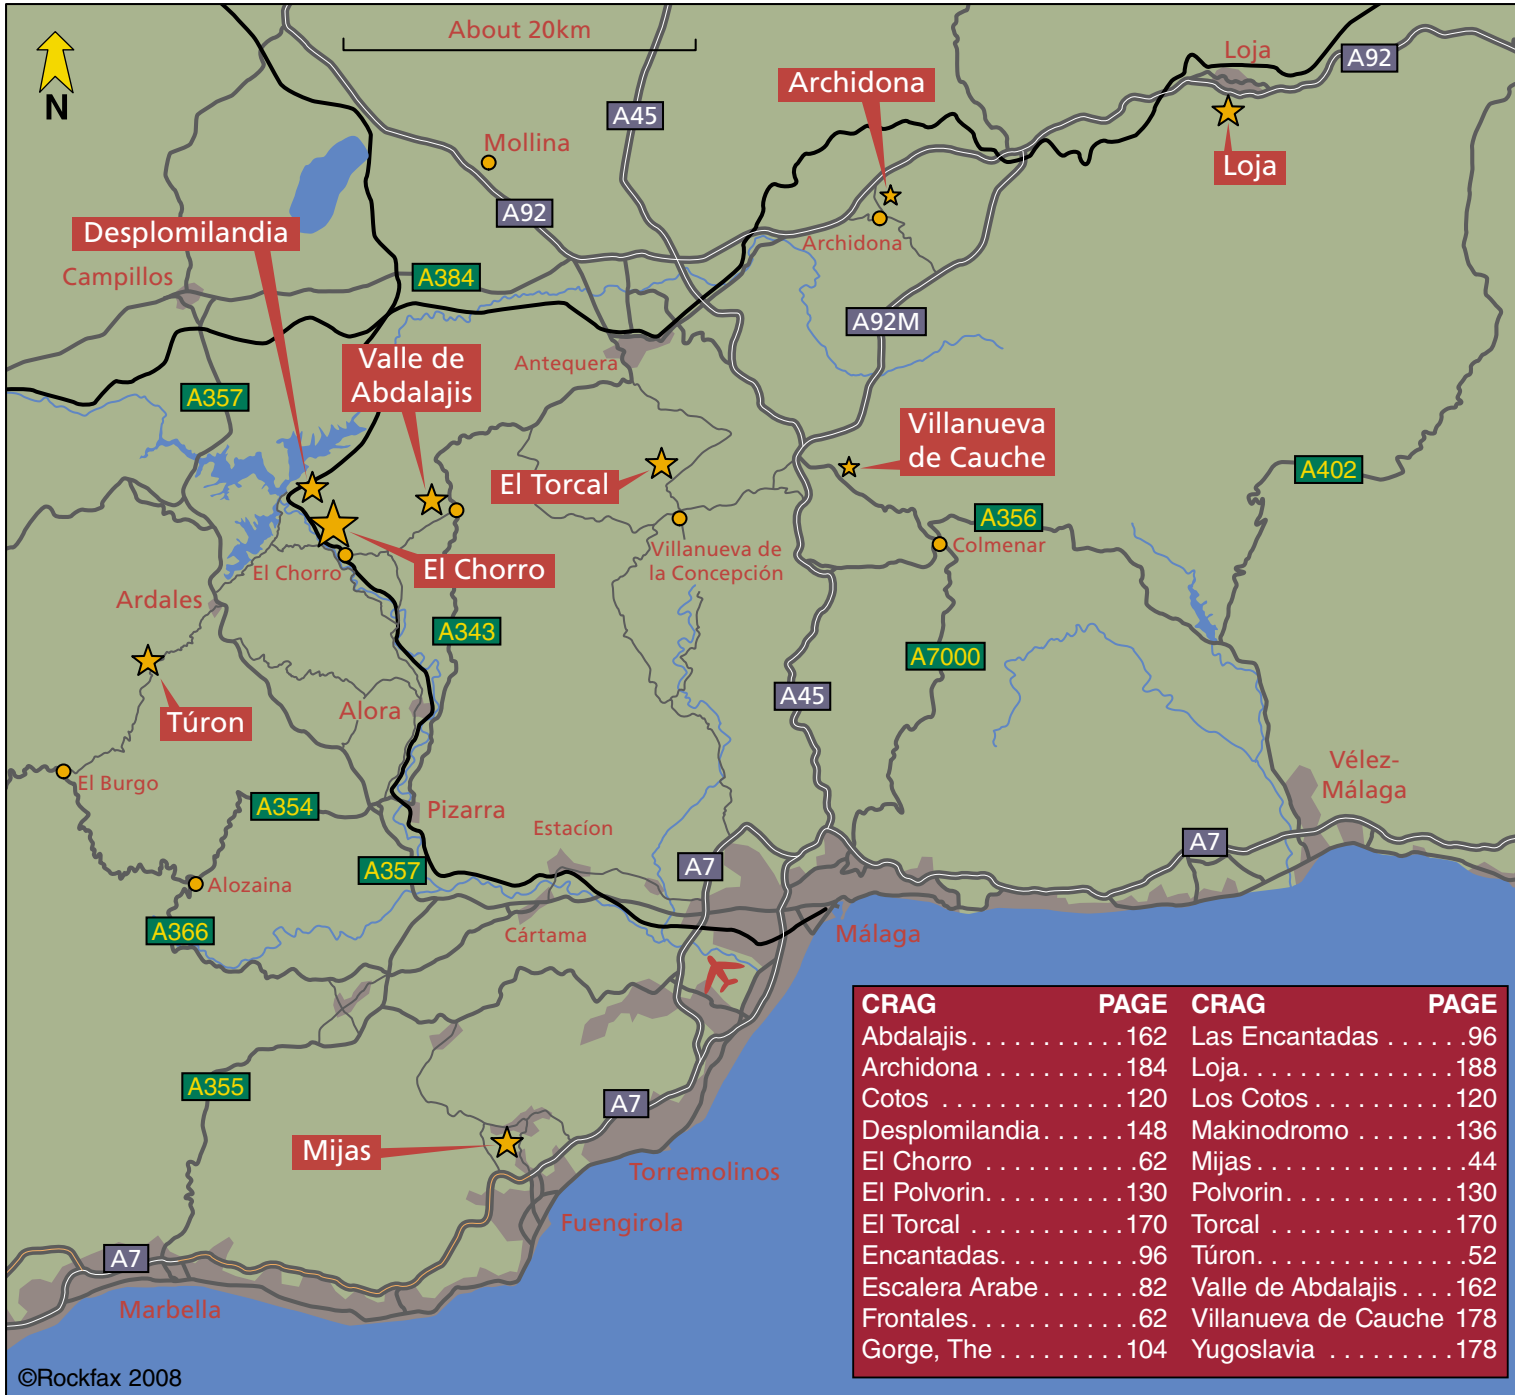 About 20km
N
Loja
A92
Archidona
A45
Mollina
Loja
A92
Desplomilandia
Archidona
Campillos
A384
A92M
Valle de
Abdalajis
Antequera
A357
Villanueva
de Cauche
El Torcal
A402
A356
Colmenar
Villanueva de
la Concepción
El Chorro
El Chorro
Ardales
A343
A7000
Túron
Alora
A45
El Burgo
Vélez-
Málaga
A354
Pizarra
Estacíon
A7
A7
A357
Alozaina
A366
Cártama
Málaga
A355
A7
Mijas
Torremolinos
Fuengirola
A7
Marbella
©Rockfax 2008
CRAG PAGE CRAG PAGE
Abdalajis. . . . . . . . . . . .162 Las Encantadas . . . . . .96
Archidona . . . . . . . . . . .184 Loja. . . . . . . . . . . . . . . .188
Cotos . . . . . . . . . . . . . .120 Los Cotos . . . . . . . . . . .120
Desplomilandia. . . . . . .148 Makinodromo . . . . . . . .136
El Chorro . . . . . . . . . . . .62 Mijas . . . . . . . . . . . . . . . .44
El Polvorin. . . . . . . . . . .130 Polvorin. . . . . . . . . . . . .130
El Torcal . . . . . . . . . . . .170 Torcal . . . . . . . . . . . . . .170
Encantadas. . . . . . . . . . .96 Túron. . . . . . . . . . . . . . . .52
Escalera Arabe . . . . . . . .82 Valle de Abdalajis . . . . .162
Frontales. . . . . . . . . . . . .62 Villanueva de Cauche 178
Gorge, The . . . . . . . . . .104 Yugoslavia . . . . . . . . . .178